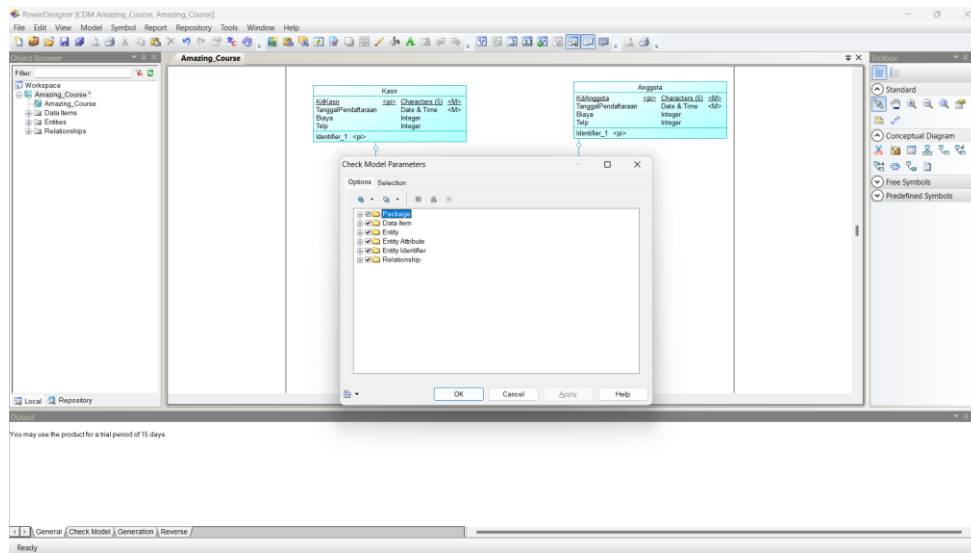 PowerDesigner [CDM Amazing_Course, Amazing_Course]
File Edit View Model Symbol Report Repository Tools Window Help
Object Browser
Amazing_Course
Toolbox
Filter:
Workspace
Amazing_Course *
Amazing_Course
Data Items
Entities
Relationships
Kasir
KdKasir <pi> Characters (5) <M>
TanggalPendaftaraan Date & Time <M>
Biaya Integer
Telp Integer
Identifier_1 <pi>
Anggota
KdAnggota <pi> Characters (5) <M>
TanggalPendaftaraan Date & Time <M>
Biaya Integer
Telp Integer
Identifier_1 <pi>
Standard
Conceptual Diagram
Free Symbols
Predefined Symbols
Check Model Parameters
Options Selection
Package
Data Item
Entity
Entity Attribute
Entity Identifier
Relationship
OK Cancel Apply Help
Local Repository
Output
You may use the product for a trial period of 15 days.
General Check Model Generation Reverse
Ready